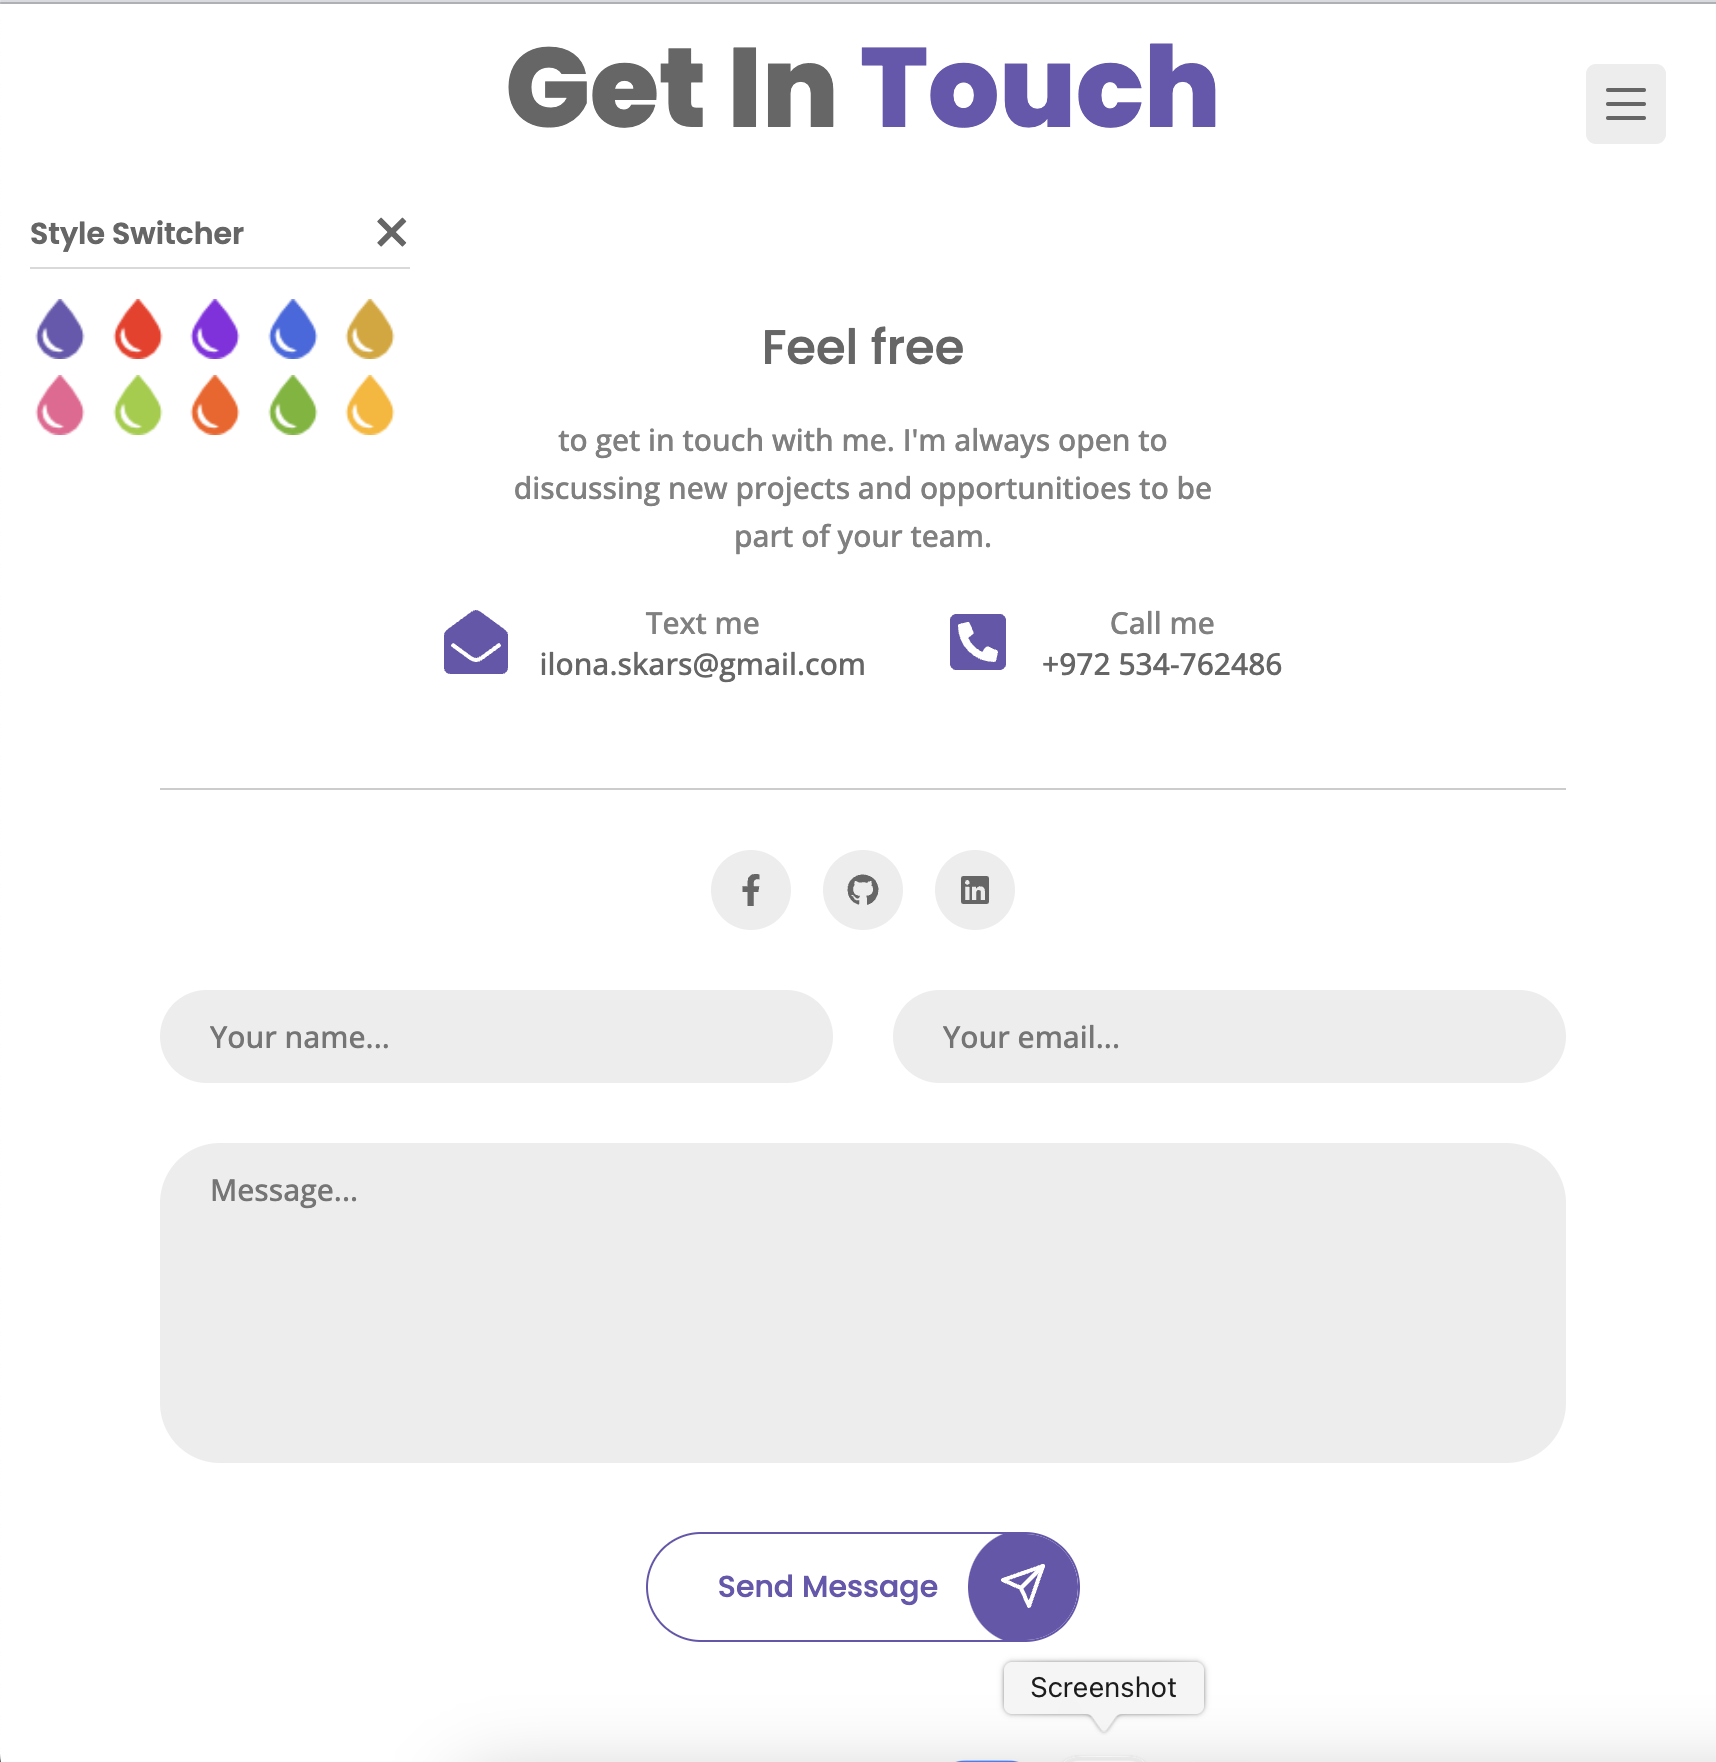 Get In Touch
Style Switcher
Feel free
to get in touch with me. I'm always open to
discussing new projects and opportunitioes to be
part of your team.
Text me
ilona.skars@gmail.com
Call me
+972 534-762486
Your name...
Your email...
Message...
Send Message
Screenshot